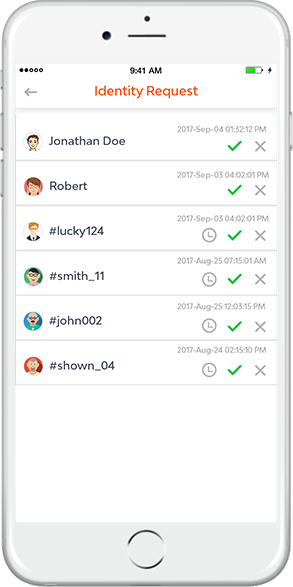 9:41 AM
Identity Request
2017-Sep-04 01:32:12 PM
Jonathan Doe
2017-Sep-03 04:02:01 PM
Robert
2017-Sep-03 04:02:01 PM
#lucky124
2017-Aug-25 07:15:01 AM
#smith_11
2017-Aug-25 12:03:15 PM
#john002
2017-Aug-24 02:15:10 PM
#shown_04